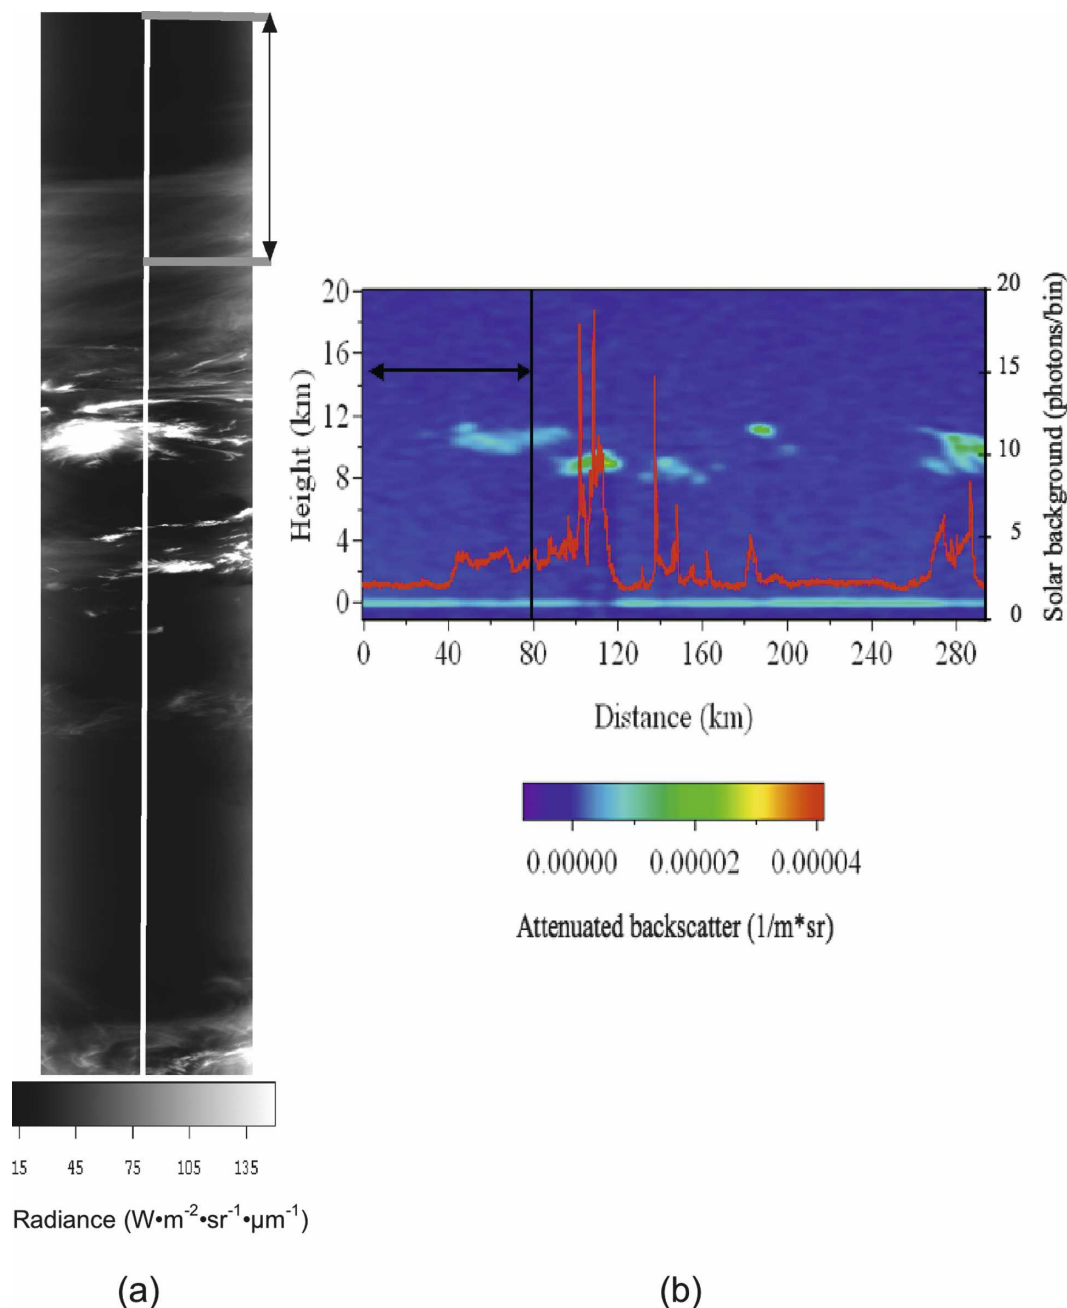 20
16
12
8
4
0
Height (km)
20
15
10
5
0
Solar background (photons/bin)
0 40 80 120 160 200 240 280
Distance (km)
0.00000 0.00002 0.00004
Attenuated backscatter (1/m*sr)
15 45 75 105 135
Radiance (W•m⁻²•sr⁻¹•μm⁻¹)
(a) (b)